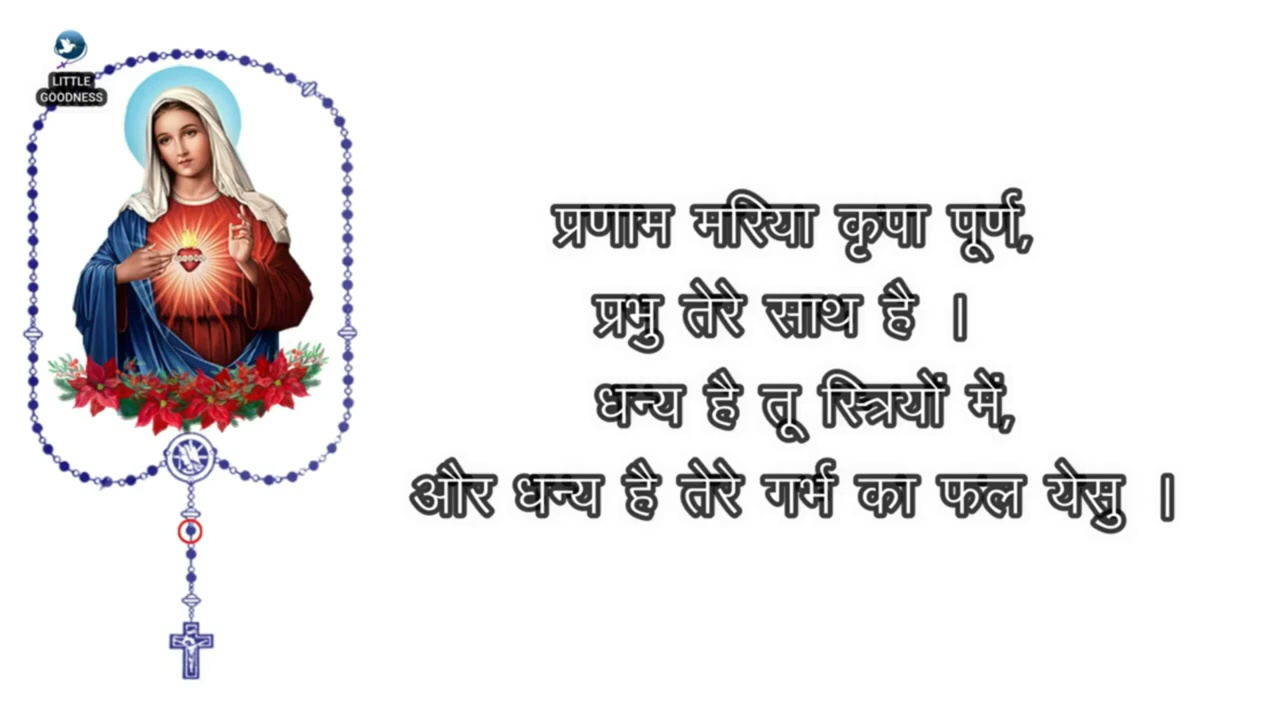 LITTLE
GOODNESS
प्रणाम मरिया कृपा पूर्ण,
प्रभु तेरे साथ है ।
धन्य है तू स्त्रियों में,
और धन्य है तेरे गर्भ का फल येसु ।